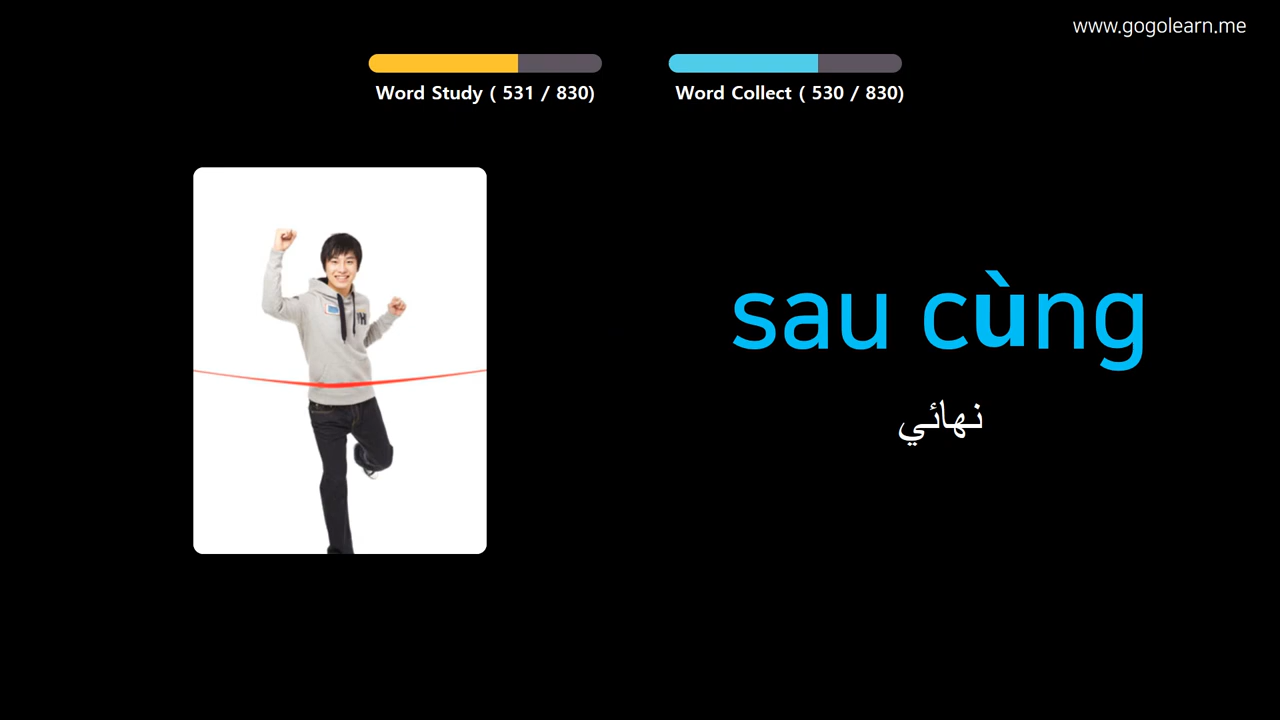 www.gogolearn.me
Word Study ( 531 / 830)
Word Collect ( 530 / 830)
sau cùng
نهائي